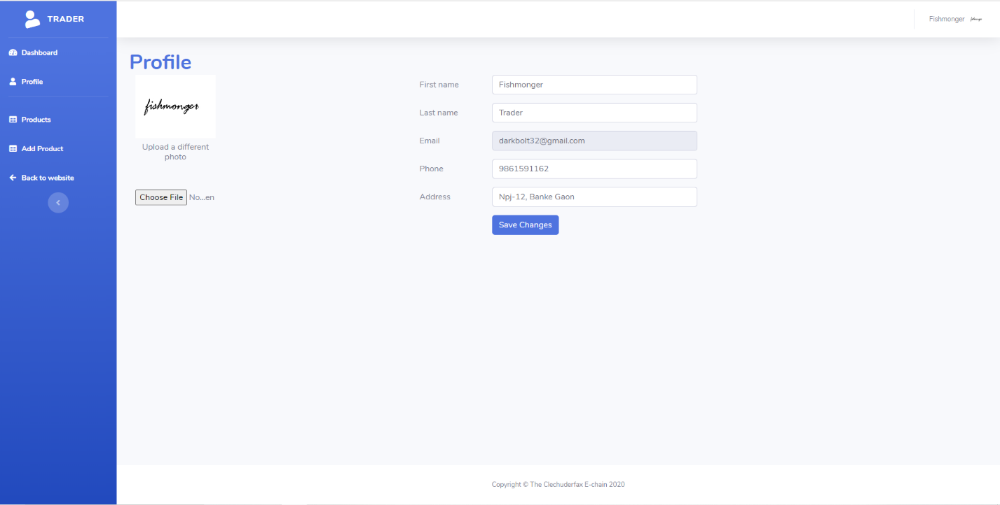 TRADER
Fishmonger
Dashboard
Profile
Products
Add Product
Back to website
Profile
fishmonger
Upload a different
photo
Choose File No...en
First name Fishmonger
Last name Trader
Email darkbolt32@gmail.com
Phone 9861591162
Address Npj-12, Banke Gaon
Save Changes
Copyright © The Clechuderfax E-chain 2020